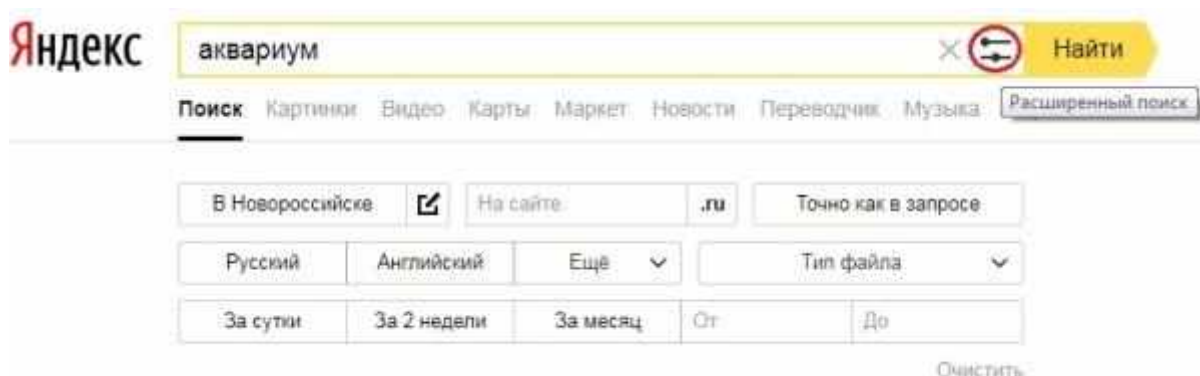 Яндекс аквариум Найти
Поиск Картинки Видео Карты Маркет Новости Переводчик Музыка Расширенный поиск
В Новороссийске На сайте .ru Точно как в запросе
Русский Английский Ещё Тип файла
За сутки За 2 недели За месяц От До
Очистить